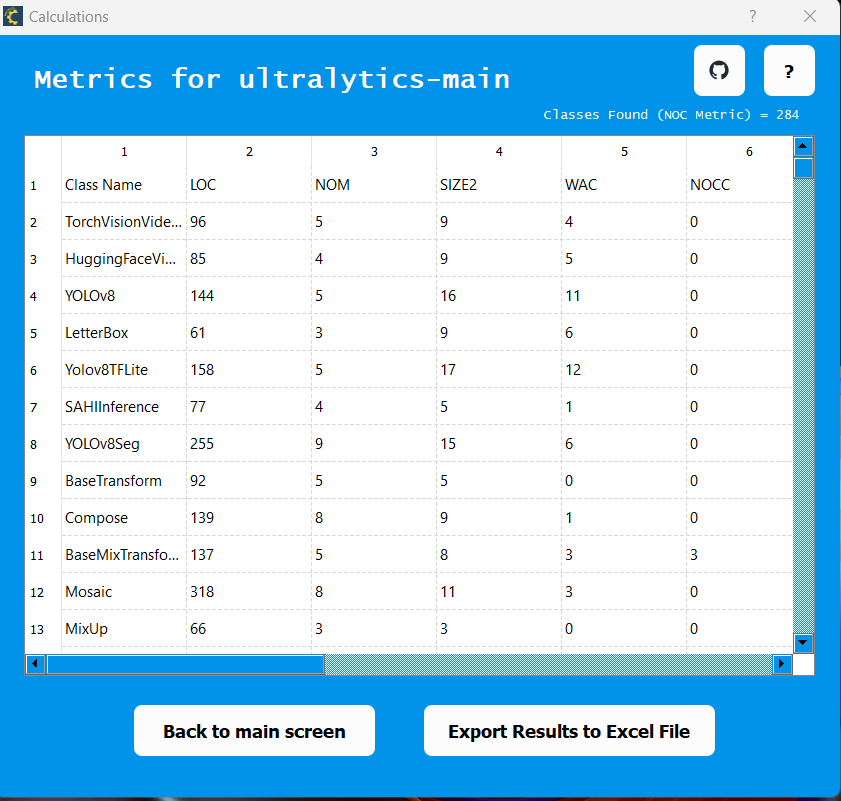 Calculations ?
Metrics for ultralytics-main ?
Classes Found (NOC Metric) = 284
1 2 3 4 5 6
1 Class Name LOC NOM SIZE2 WAC NOCC
2 TorchVisionVide... 96 5 9 4 0
3 HuggingFaceVi... 85 4 9 5 0
4 YOLOv8 144 5 16 11 0
5 LetterBox 61 3 9 6 0
6 Yolov8TFLite 158 5 17 12 0
7 SAHIInference 77 4 5 1 0
8 YOLOv8Seg 255 9 15 6 0
9 BaseTransform 92 5 5 0 0
10 Compose 139 8 9 1 0
11 BaseMixTransfo... 137 5 8 3 3
12 Mosaic 318 8 11 3 0
13 MixUp 66 3 3 0 0
Back to main screen Export Results to Excel File